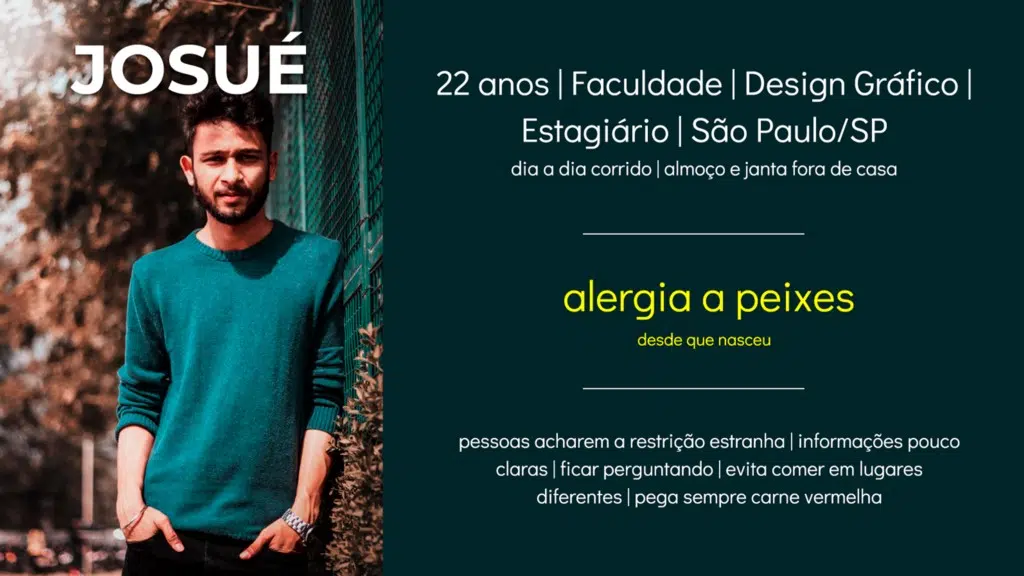 JOSUÉ
22 anos | Faculdade | Design Gráfico |
Estagiário | São Paulo/SP
dia a dia corrido | almoço e janta fora de casa
alergia a peixes
desde que nasceu
pessoas acharem a restrição estranha | informações pouco
claras | ficar perguntando | evita comer em lugares
diferentes | pega sempre carne vermelha